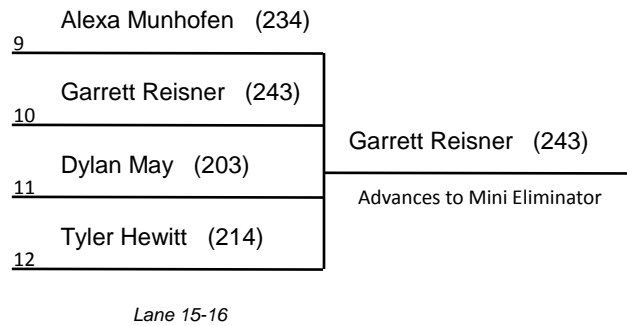 Alexa Munhofen (234)
9
Garrett Reisner (243)
10
Dylan May (203)
11
Tyler Hewitt (214)
12
Garrett Reisner (243)
Advances to Mini Eliminator
Lane 15-16